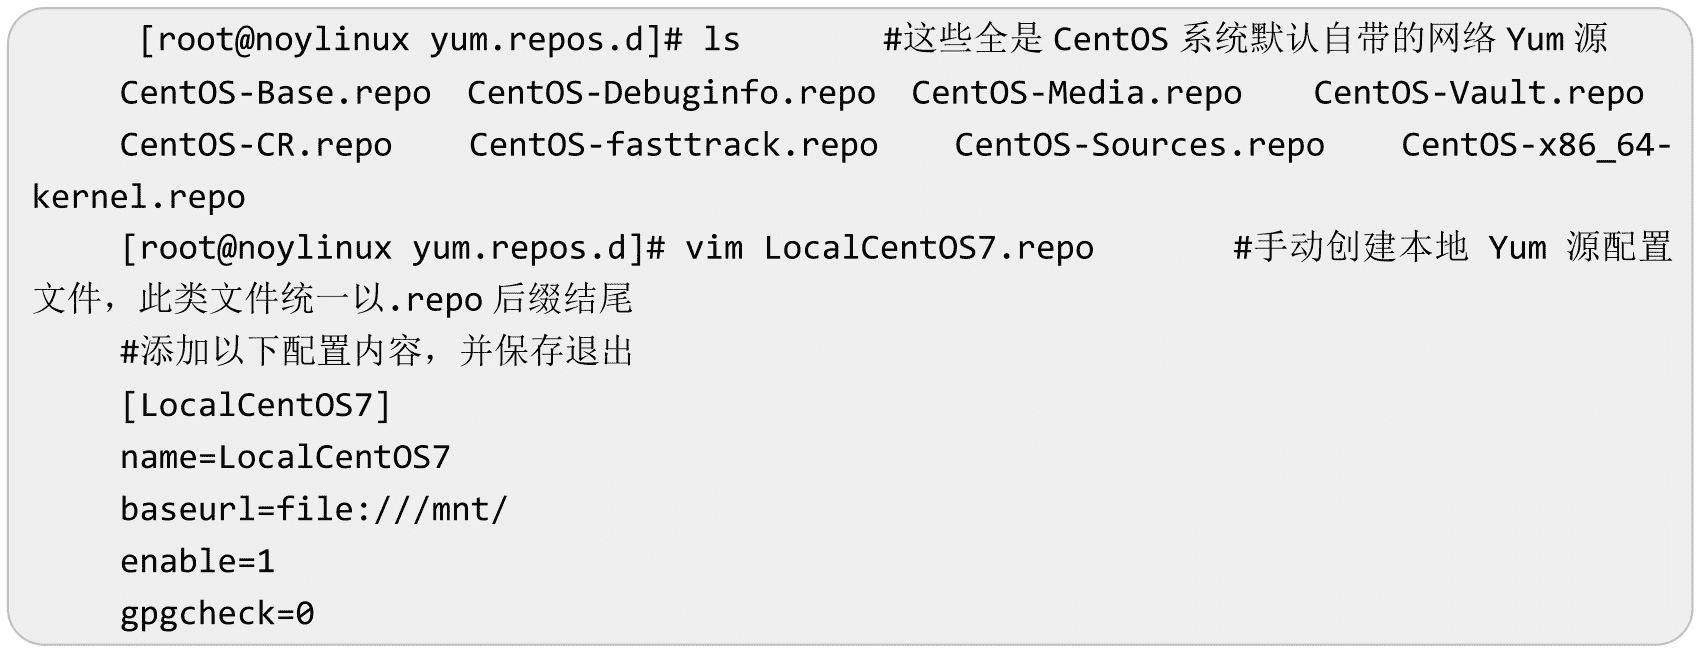 [root@noylinux yum.repos.d]# ls #这些全是 CentOS 系统默认自带的网络 Yum 源
CentOS-Base.repo CentOS-Debuginfo.repo CentOS-Media.repo CentOS-Vault.repo
CentOS-CR.repo CentOS-fasttrack.repo CentOS-Sources.repo CentOS-x86_64-
kernel.repo
[root@noylinux yum.repos.d]# vim LocalCentOS7.repo #手动创建本地 Yum 源配置
文件，此类文件统一以.repo 后缀结尾
#添加以下配置内容，并保存退出
[LocalCentOS7]
name=LocalCentOS7
baseurl=file:///mnt/
enable=1
gpgcheck=0